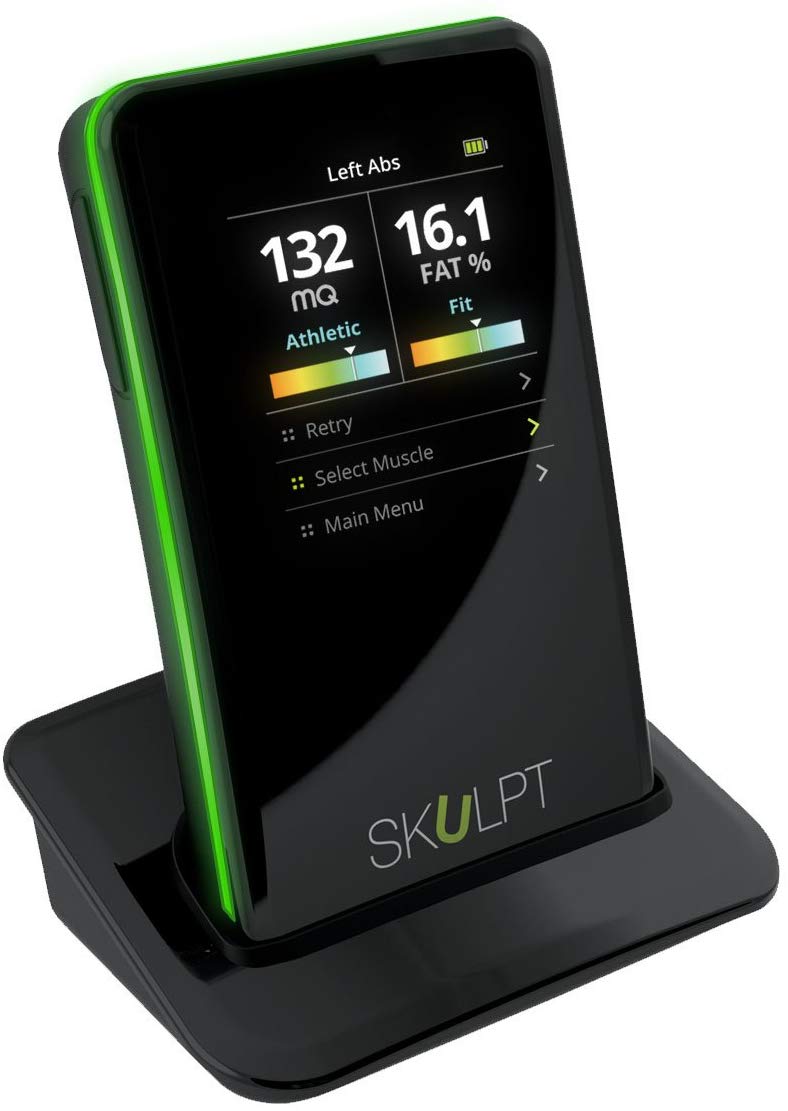 Left Abs
132
MQ
Athletic
16.1
FAT %
Fit
Retry
Select Muscle
Main Menu
SKULPT